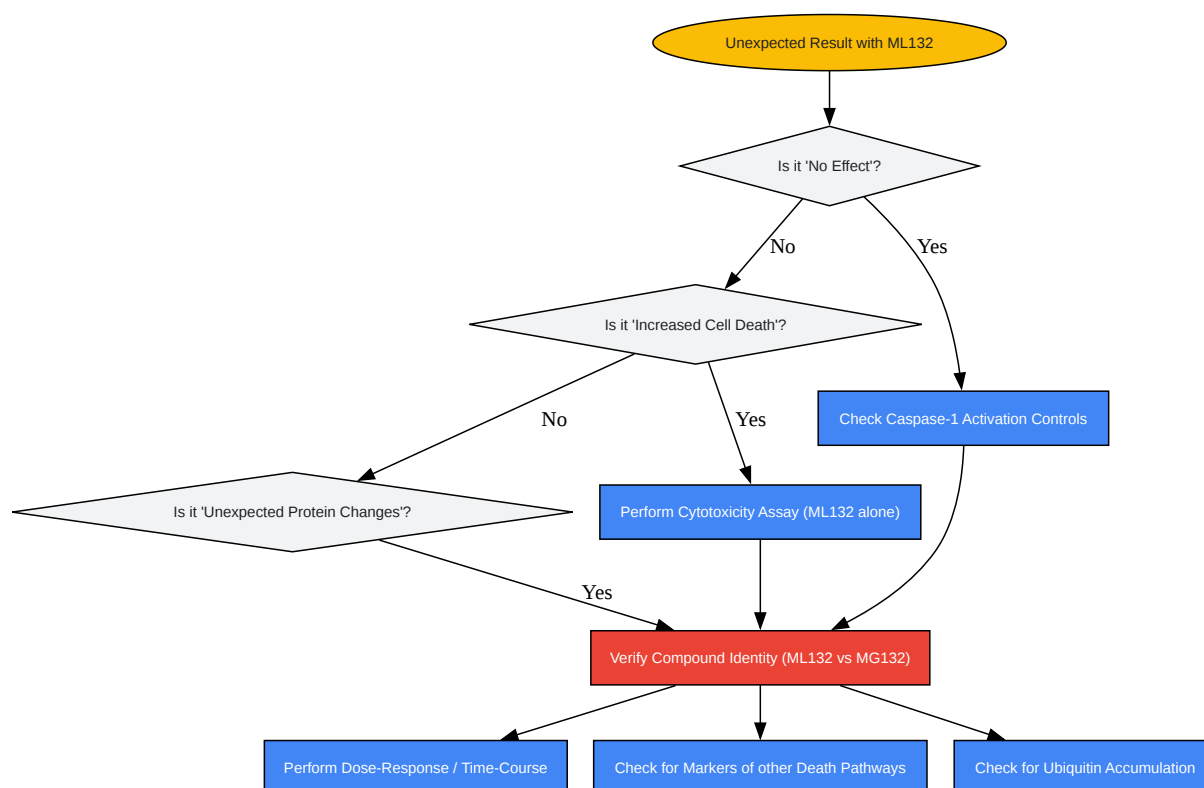 Unexpected Result with ML132
Is it 'No Effect'?
No
Yes
Is it 'Increased Cell Death'?
No
Yes
Check Caspase-1 Activation Controls
Is it 'Unexpected Protein Changes'?
Perform Cytotoxicity Assay (ML132 alone)
Yes
Verify Compound Identity (ML132 vs MG132)
Perform Dose-Response / Time-Course
Check for Markers of other Death Pathways
Check for Ubiquitin Accumulation